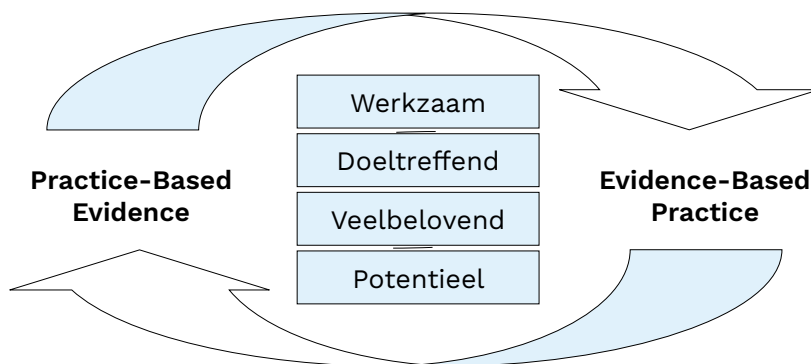 Werkzaam
Doeltreffend
Veelbelovend
Potentieel
Practice-Based
Evidence
Evidence-Based
Practice